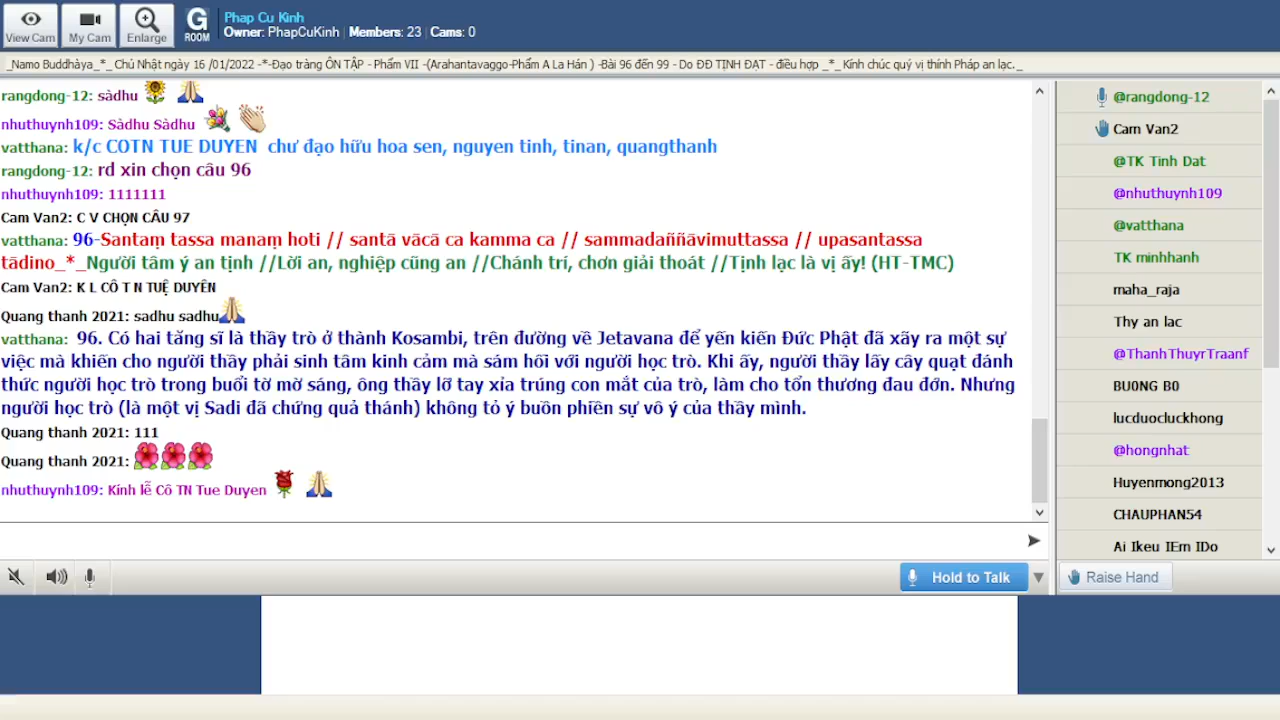 Phap Cu Kinh
Owner: PhapCuKinh | Members: 23 | Cams: 0
View Cam
My Cam
Enlarge
G
ROOM
_Namo Buddhàya_*_ Chủ Nhật ngày 16 /01/2022 -*-Đạo tràng ÔN TẬP - Phẩm VII -(Arahantavaggo-Phẩm A La Hán ) -Bài 96 đến 99 - Do ĐĐ TỊNH ĐẠT - điều hợp _*_ Kính chúc quý vị thính Pháp an lạc._
rangdong-12: sàdhu
nhuthuynh109: Sàdhu Sàdhu
vatthana: k/c COTN TUE DUYEN  chư đạo hữu hoa sen, nguyen tinh, tinan, quangthanh
rangdong-12: rd xin chọn câu 96
nhuthuynh109: 1111111
Cam Van2: C V CHỌN CÂU 97
vatthana: 96-Santaṃ tassa manaṃ hoti // santā vācā ca kamma ca // sammadaññāvimuttassa // upasantassa
tādino_*_Người tâm ý an tịnh //Lời an, nghiệp cũng an //Chánh trí, chơn giải thoát //Tịnh lạc là vị ấy! (HT-TMC)
Cam Van2: K L CÔ T N TUỆ DUYÊN
Quang thanh 2021: sadhu sadhu
vatthana:  96. Có hai tăng sĩ là thầy trò ở thành Kosambi, trên đường về Jetavana để yến kiến Đức Phật đã xãy ra một sự
việc mà khiến cho người thầy phải sinh tâm kinh cảm mà sám hối với người học trò. Khi ấy, người thầy lấy cây quạt đánh
thức người học trò trong buổi tờ mờ sáng, ông thầy lỡ tay xỉa trúng con mắt của trò, làm cho tổn thương đau đớn. Nhưng
người học trò (là một vị Sadi đã chứng quả thánh) không tỏ ý buồn phiền sự vô ý của thầy mình.
Quang thanh 2021: 111
Quang thanh 2021:
nhuthuynh109: Kính lễ Cô TN Tue Duyen
@rangdong-12
Cam Van2
@TK Tinh Dat
@nhuthuynh109
@vatthana
TK minhhanh
maha_raja
Thy an lac
@ThanhThuyrTraanf
BU0NG B0
lucduocluckhong
@hongnhat
Huyenmong2013
CHAUPHAN54
Ai Ikeu IEm IDo
Hold to Talk
Raise Hand